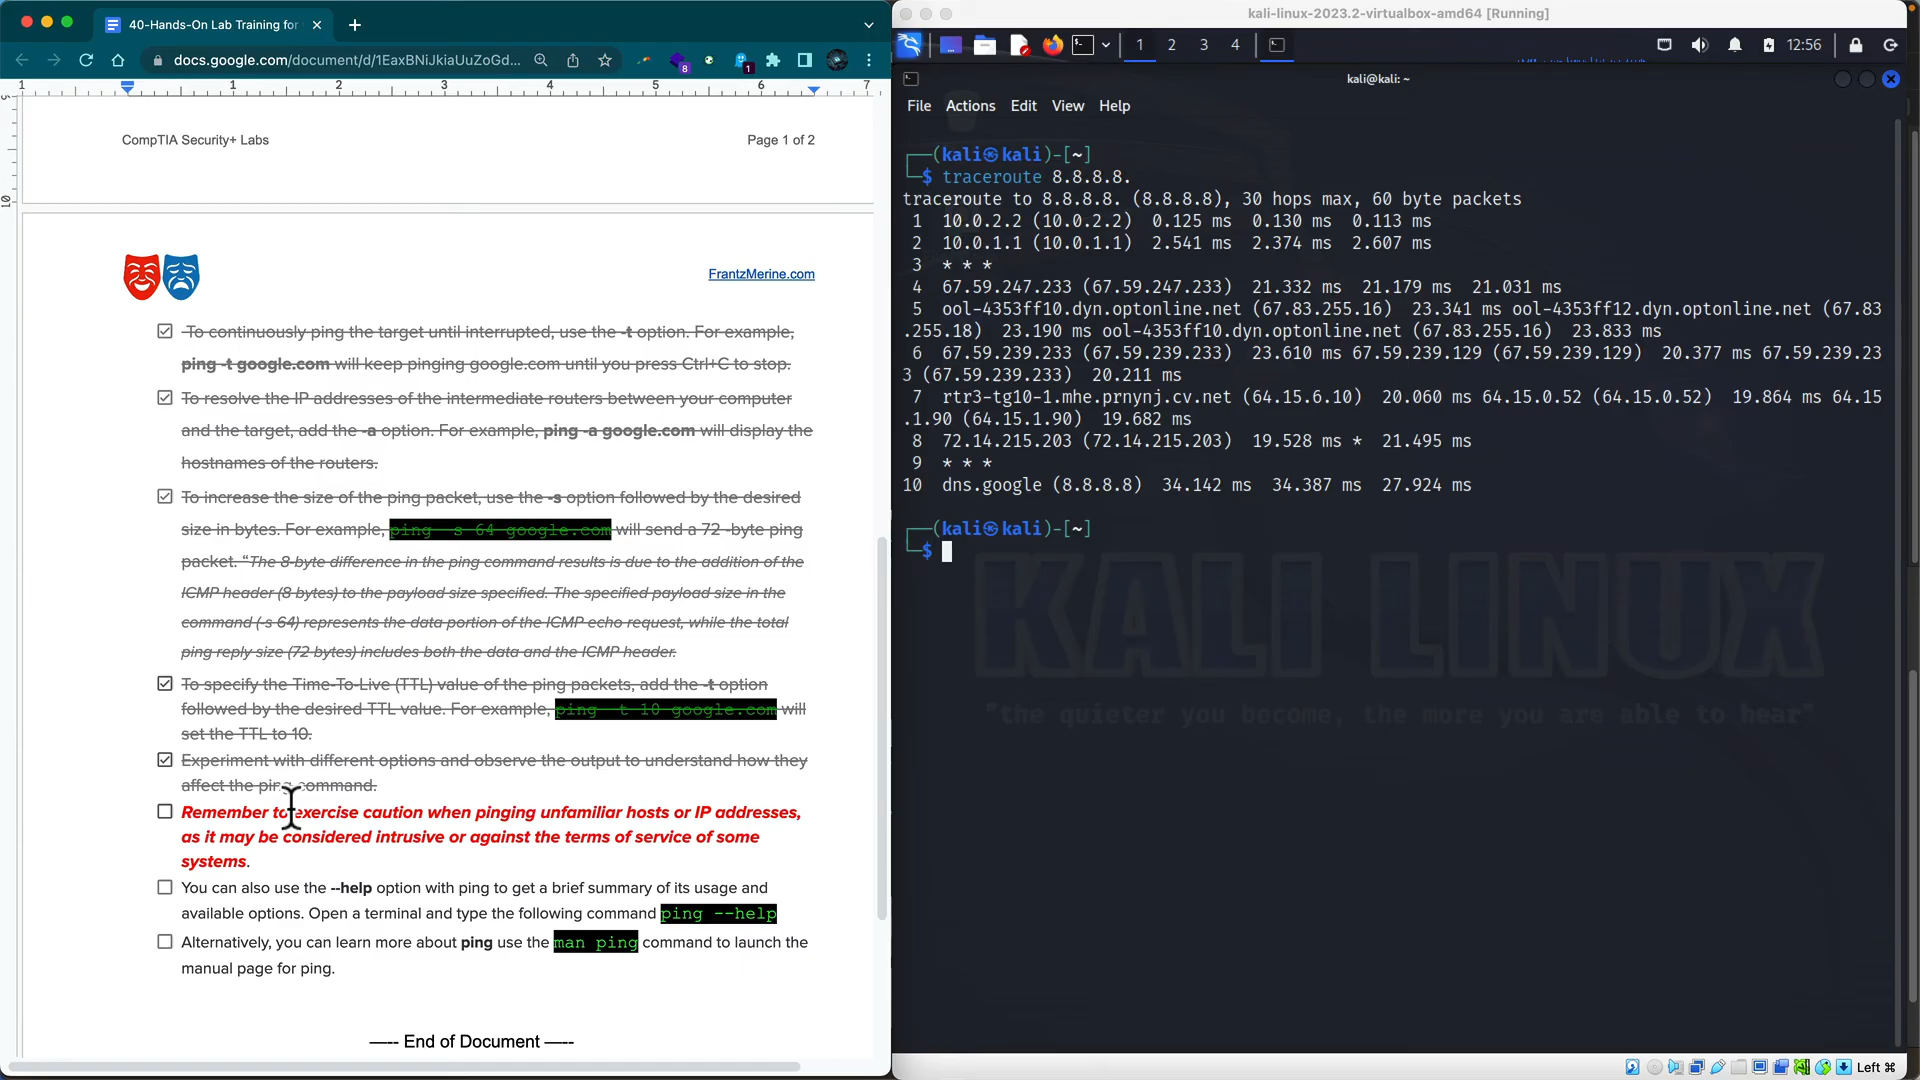 40-Hands-On Lab Training for
docs.google.com/document/d/1EaxBNiJkiaUuZoGd...
8
1
1 1 2 3 4 5 6 7
10
CompTIA Security+ Labs Page 1 of 2
FrantzMerine.com
To continuously ping the target until interrupted, use the -t option. For example,
ping -t google.com will keep pinging google.com until you press Ctrl+C to stop.
To resolve the IP addresses of the intermediate routers between your computer
and the target, add the -a option. For example, ping -a google.com will display the
hostnames of the routers.
To increase the size of the ping packet, use the -s option followed by the desired
size in bytes. For example, ping -s 64 google.com will send a 72 -byte ping
packet. "The 8-byte difference in the ping command results is due to the addition of the
ICMP header (8 bytes) to the payload size specified. The specified payload size in the
command (-s 64) represents the data portion of the ICMP echo request, while the total
ping reply size (72 bytes) includes both the data and the ICMP header.
To specify the Time-To-Live (TTL) value of the ping packets, add the -t option
followed by the desired TTL value. For example, ping -t 10 google.com will
set the TTL to 10.
Experiment with different options and observe the output to understand how they
affect the ping command.
Remember to exercise caution when pinging unfamiliar hosts or IP addresses,
as it may be considered intrusive or against the terms of service of some
systems.
You can also use the --help option with ping to get a brief summary of its usage and
available options. Open a terminal and type the following command ping --help
Alternatively, you can learn more about ping use the man ping command to launch the
manual page for ping.
—-- End of Document —--
kali-linux-2023.2-virtualbox-amd64 [Running]
1 2 3 4
12:56
kali@kali: ~
File Actions Edit View Help
┌──(kali㉿kali)-[~]
└─$ traceroute 8.8.8.8.
traceroute to 8.8.8.8. (8.8.8.8), 30 hops max, 60 byte packets
1 10.0.2.2 (10.0.2.2) 0.125 ms 0.130 ms 0.113 ms
2 10.0.1.1 (10.0.1.1) 2.541 ms 2.374 ms 2.607 ms
3 * * *
4 67.59.247.233 (67.59.247.233) 21.332 ms 21.179 ms 21.031 ms
5 ool-4353ff10.dyn.optonline.net (67.83.255.16) 23.341 ms ool-4353ff12.dyn.optonline.net (67.83
.255.18) 23.190 ms ool-4353ff10.dyn.optonline.net (67.83.255.16) 23.833 ms
6 67.59.239.233 (67.59.239.233) 23.610 ms 67.59.239.129 (67.59.239.129) 20.377 ms 67.59.239.23
3 (67.59.239.233) 20.211 ms
7 rtr3-tg10-1.mhe.prnynj.cv.net (64.15.6.10) 20.060 ms 64.15.0.52 (64.15.0.52) 19.864 ms 64.15
.1.90 (64.15.1.90) 19.682 ms
8 72.14.215.203 (72.14.215.203) 19.528 ms * 21.495 ms
9 * * *
10 dns.google (8.8.8.8) 34.142 ms 34.387 ms 27.924 ms
┌──(kali㉿kali)-[~]
└─$
KALI LINUX
"the quieter you become, the more you are able to hear"
Left ⌘